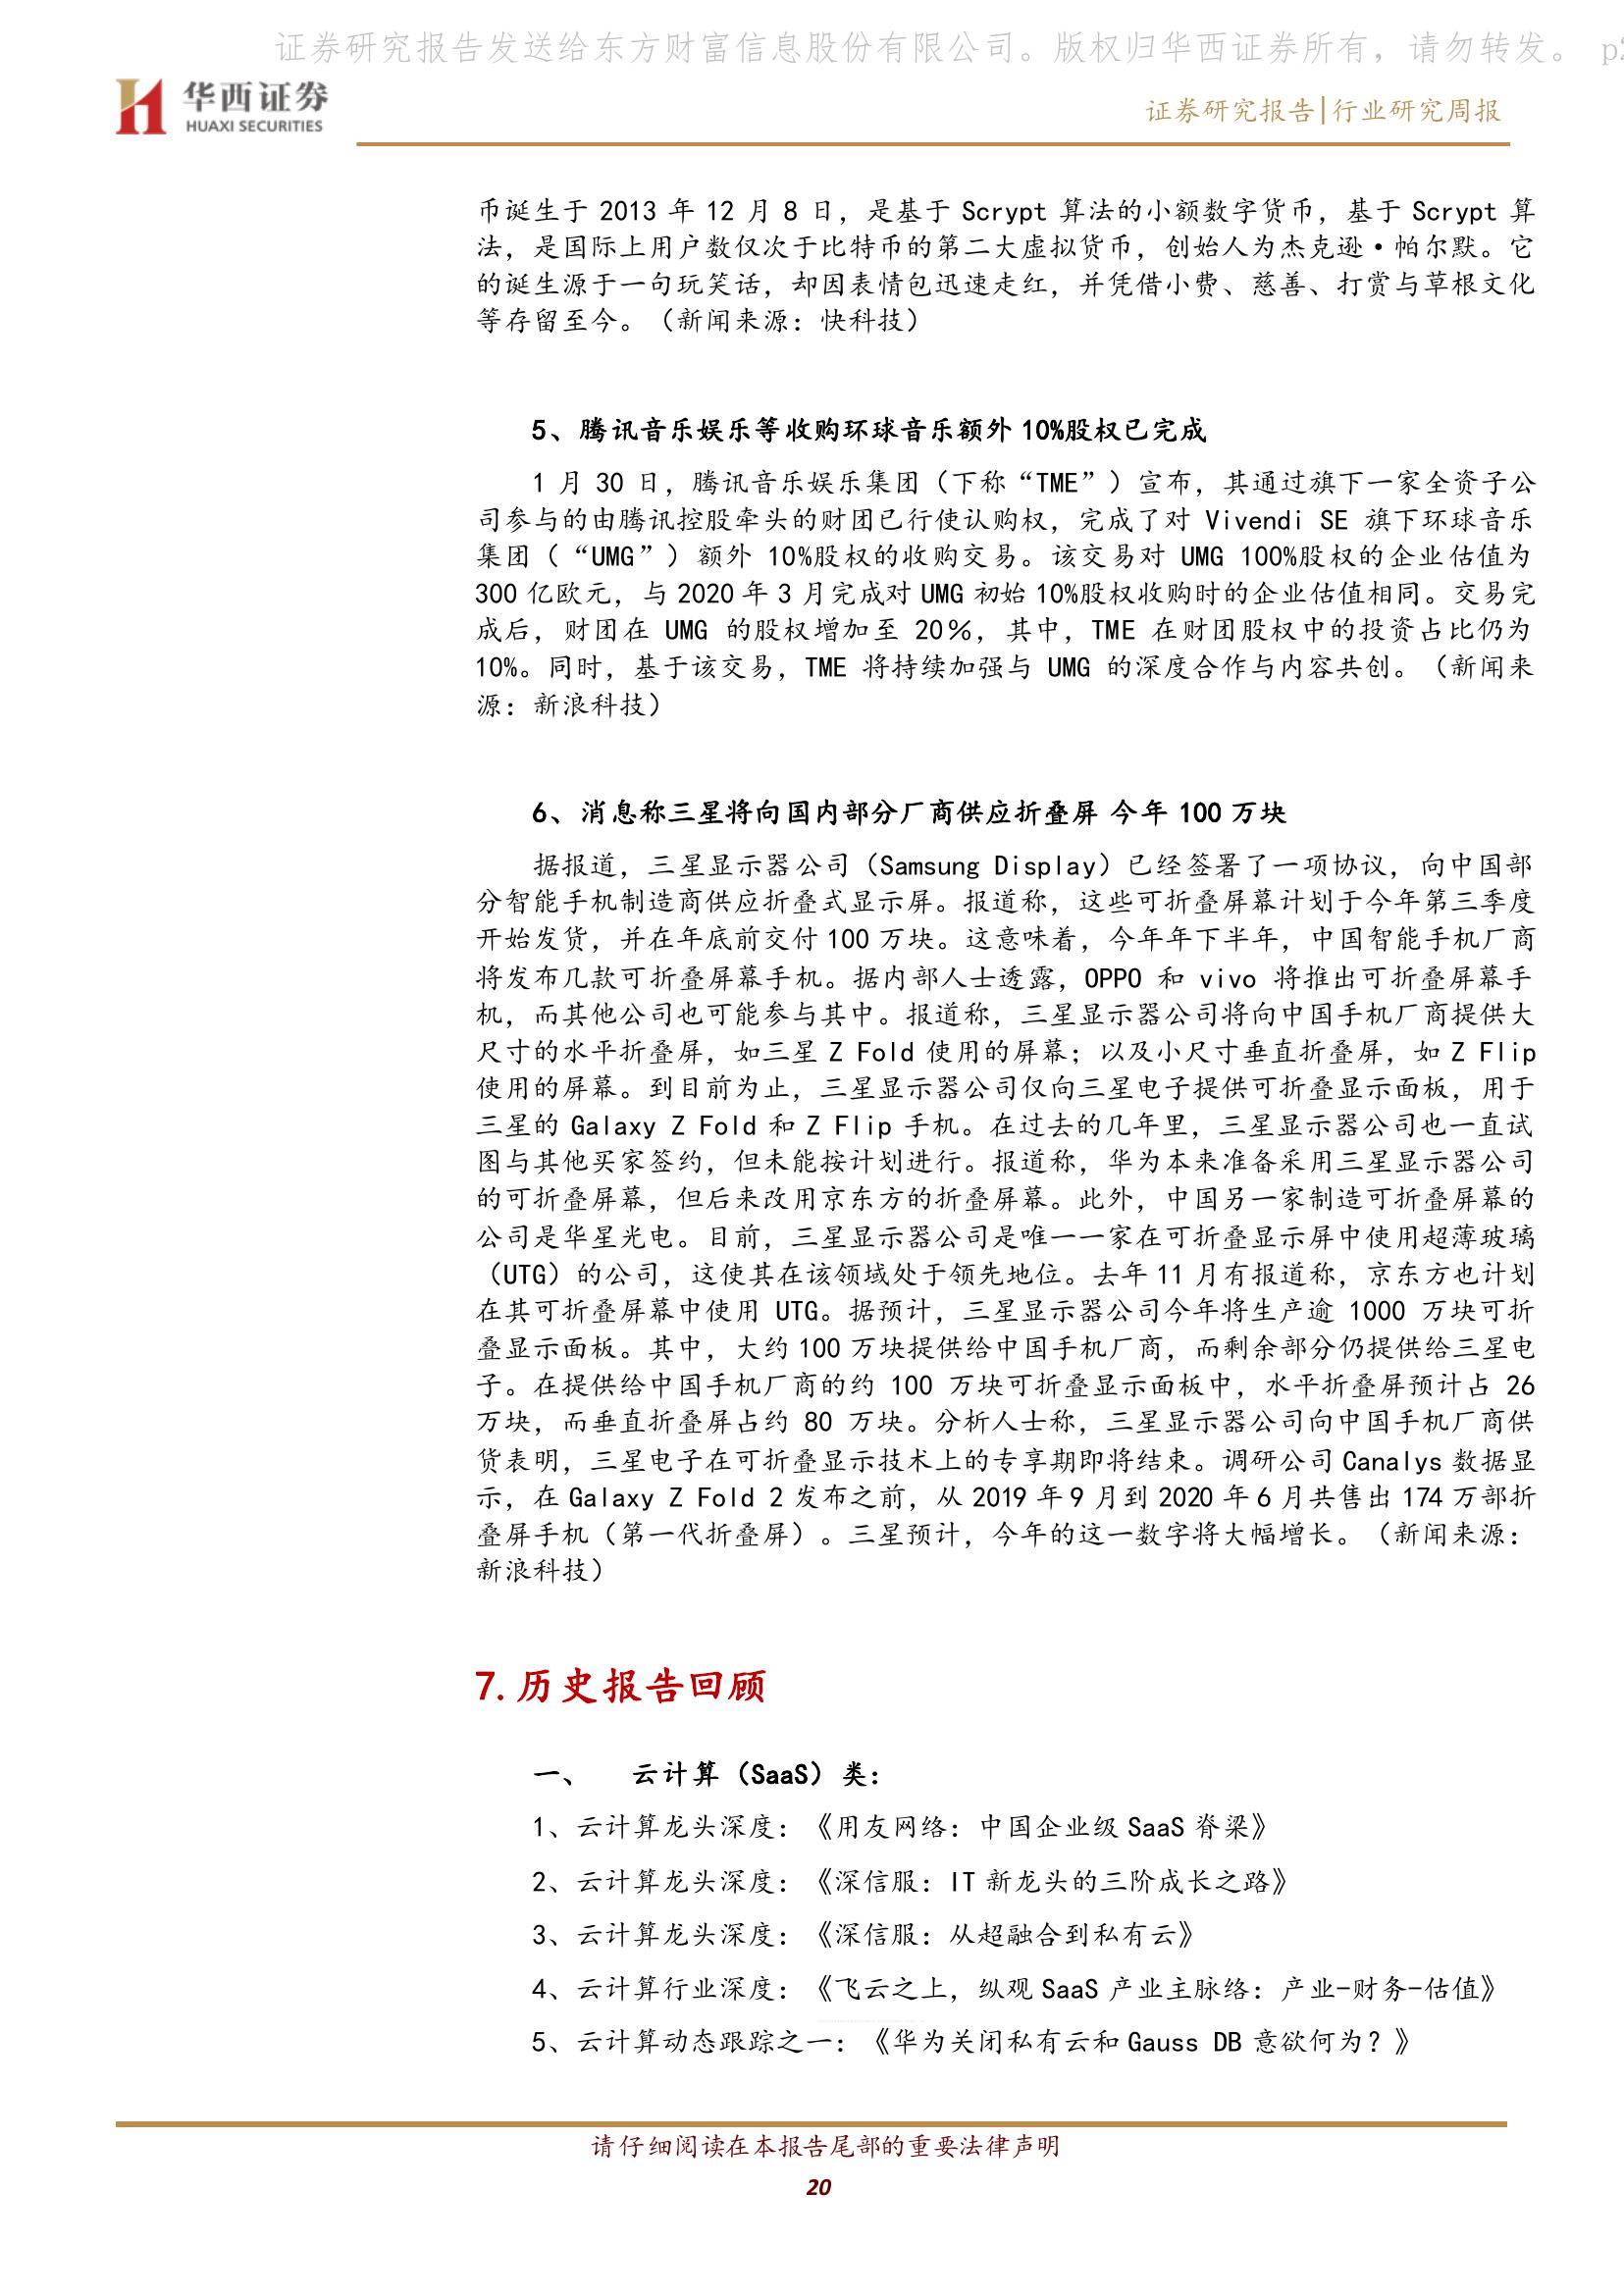 证券研究报告发送给东方财富信息股份有限公司。版权归华西证券所有，请勿转发。 p2
华西证券
HUAXI SECURITIES
证券研究报告|行业研究周报
币诞生于 2013 年 12 月 8 日，是基于 Scrypt 算法的小额数字货币，基于 Scrypt 算
法，是国际上用户数仅次于比特币的第二大虚拟货币，创始人为杰克逊·帕尔默。它
的诞生源于一句玩笑话，却因表情包迅速走红，并凭借小费、慈善、打赏与草根文化
等存留至今。（新闻来源：快科技）
5、腾讯音乐娱乐等收购环球音乐额外 10%股权已完成
1 月 30 日，腾讯音乐娱乐集团（下称“TME”）宣布，其通过旗下一家全资子公
司参与的由腾讯控股牵头的财团已行使认购权，完成了对 Vivendi SE 旗下环球音乐
集团（“UMG”）额外 10%股权的收购交易。该交易对 UMG 100%股权的企业估值为
300 亿欧元，与 2020 年 3 月完成对 UMG 初始 10%股权收购时的企业估值相同。交易完
成后，财团在 UMG 的股权增加至 20%，其中，TME 在财团股权中的投资占比仍为
10%。同时，基于该交易，TME 将持续加强与 UMG 的深度合作与内容共创。（新闻来
源：新浪科技）
6、消息称三星将向国内部分厂商供应折叠屏 今年 100 万块
据报道，三星显示器公司（Samsung Display）已经签署了一项协议，向中国部
分智能手机制造商供应折叠式显示屏。报道称，这些可折叠屏幕计划于今年第三季度
开始发货，并在年底前交付 100 万块。这意味着，今年年下半年，中国智能手机厂商
将发布几款可折叠屏幕手机。据内部人士透露，OPPO 和 vivo 将推出可折叠屏幕手
机，而其他公司也可能参与其中。报道称，三星显示器公司将向中国手机厂商提供大
尺寸的水平折叠屏，如三星 Z Fold 使用的屏幕；以及小尺寸垂直折叠屏，如 Z Flip
使用的屏幕。到目前为止，三星显示器公司仅向三星电子提供可折叠显示面板，用于
三星的 Galaxy Z Fold 和 Z Flip 手机。在过去的几年里，三星显示器公司也一直试
图与其他买家签约，但未能按计划进行。报道称，华为本来准备采用三星显示器公司
的可折叠屏幕，但后来改用京东方的折叠屏幕。此外，中国另一家制造可折叠屏幕的
公司是华星光电。目前，三星显示器公司是唯一一家在可折叠显示屏中使用超薄玻璃
（UTG）的公司，这使其在该领域处于领先地位。去年 11 月有报道称，京东方也计划
在其可折叠屏幕中使用 UTG。据预计，三星显示器公司今年将生产逾 1000 万块可折
叠显示面板。其中，大约 100 万块提供给中国手机厂商，而剩余部分仍提供给三星电
子。在提供给中国手机厂商的约 100 万块可折叠显示面板中，水平折叠屏预计占 26
万块，而垂直折叠屏占约 80 万块。分析人士称，三星显示器公司向中国手机厂商供
货表明，三星电子在可折叠显示技术上的专享期即将结束。调研公司 Canalys 数据显
示，在 Galaxy Z Fold 2 发布之前，从 2019 年 9 月到 2020 年 6 月共售出 174 万部折
叠屏手机（第一代折叠屏）。三星预计，今年的这一数字将大幅增长。（新闻来源：
新浪科技）
7. 历史报告回顾
一、 云计算（SaaS）类：
1、云计算龙头深度：《用友网络：中国企业级 SaaS 脊梁》
2、云计算龙头深度：《深信服：IT 新龙头的三阶成长之路》
3、云计算龙头深度：《深信服：从超融合到私有云》
4、云计算行业深度：《飞云之上，纵观 SaaS 产业主脉络：产业-财务-估值》
5、云计算动态跟踪之一：《华为关闭私有云和 Gauss DB 意欲何为？》
请仔细阅读在本报告尾部的重要法律声明
20